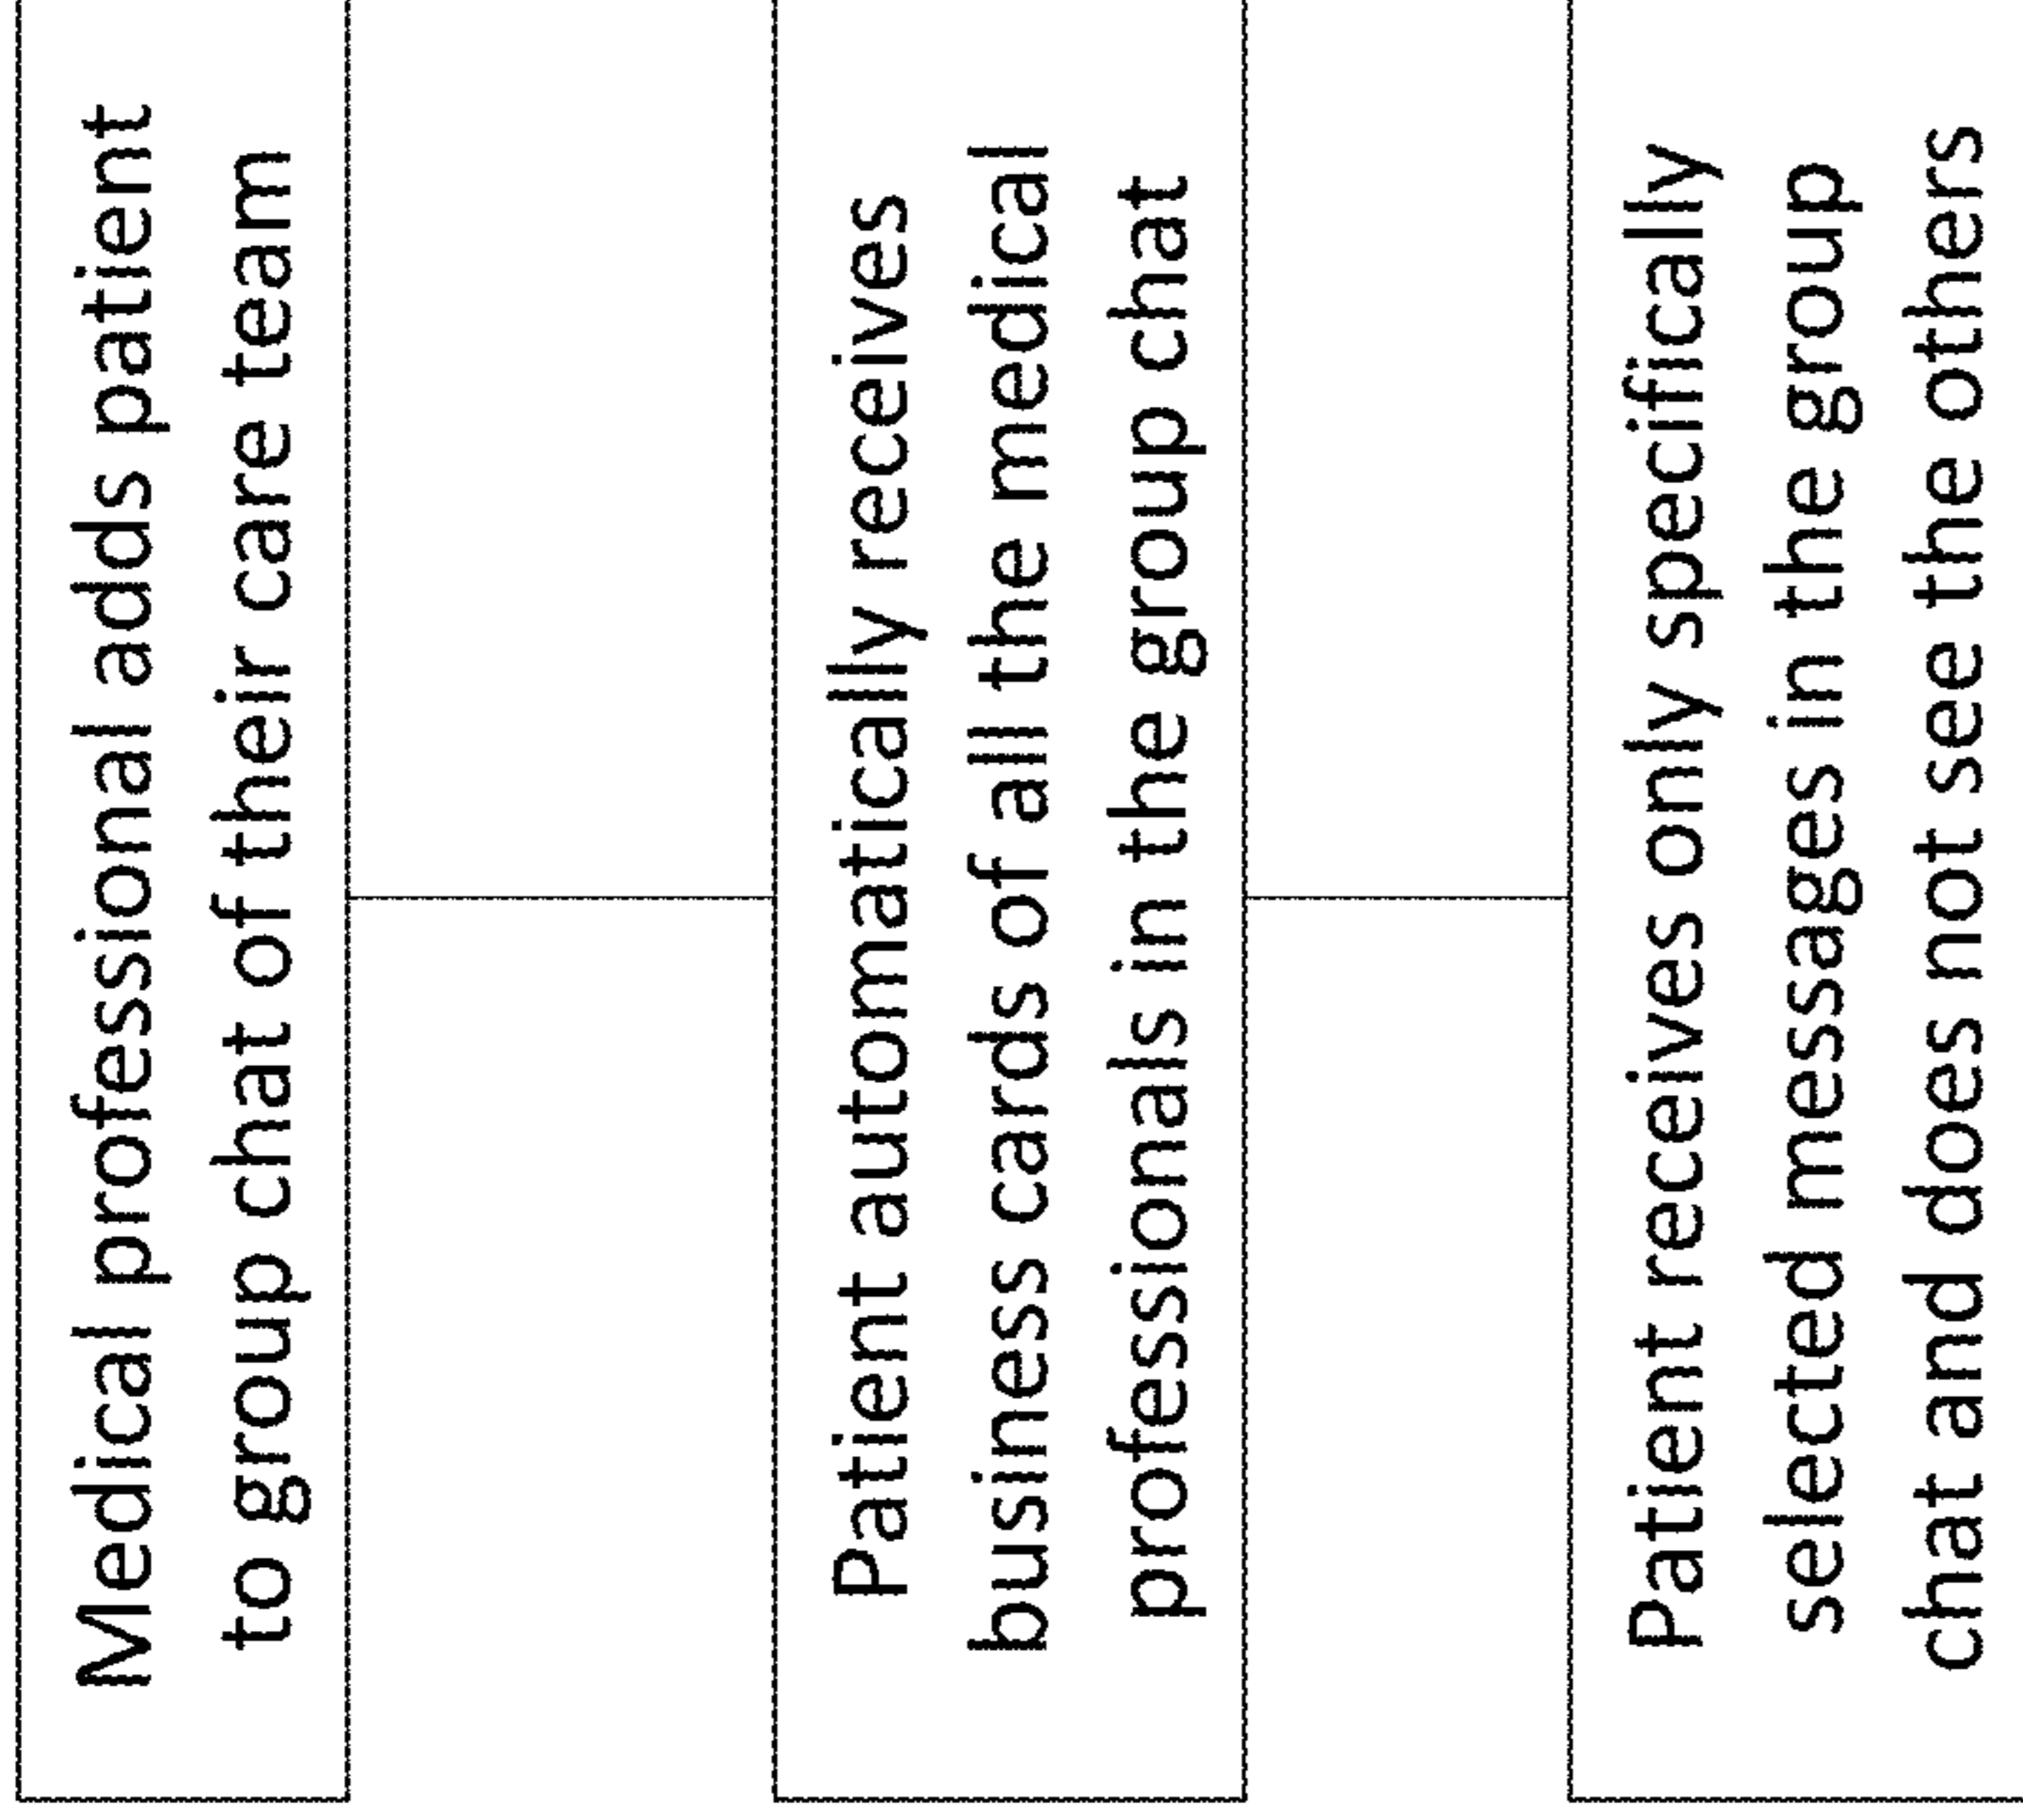 Medical professional adds patient
to group chat of their care team
Patient automatically receives
business cards of all the medical
professionals in the group chat
Patient receives only specifically
selected messages in the group
chat and does not see the others